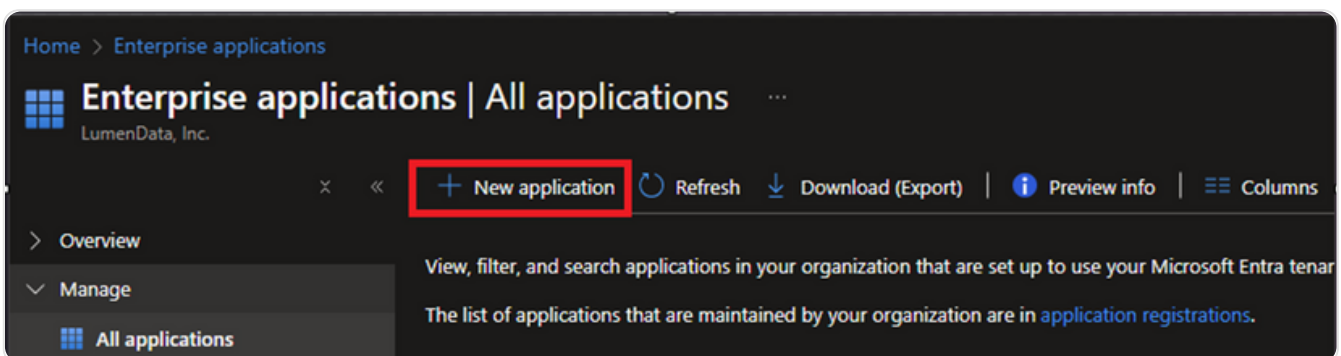 Home > Enterprise applications
Enterprise applications | All applications ...
LumenData, Inc.
+ New application Refresh Download (Export) | Preview info | Columns
Overview
Manage
All applications
View, filter, and search applications in your organization that are set up to use your Microsoft Entra tenan
The list of applications that are maintained by your organization are in application registrations.